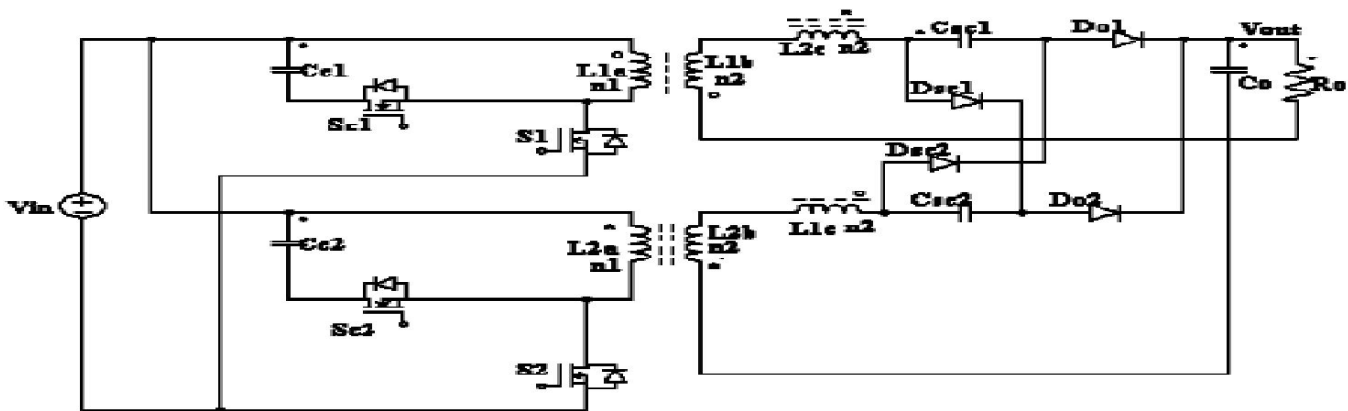 L2c n2
Csc1
Do1
Vout
Cc1
L1a
n1
L1b
n2
Dsc1
Co
Ro
Sc1
S1
Dsc2
Vin
Csc2
Do2
L1c n2
Cc2
L2a
n1
L2b
n2
Sc2
S2